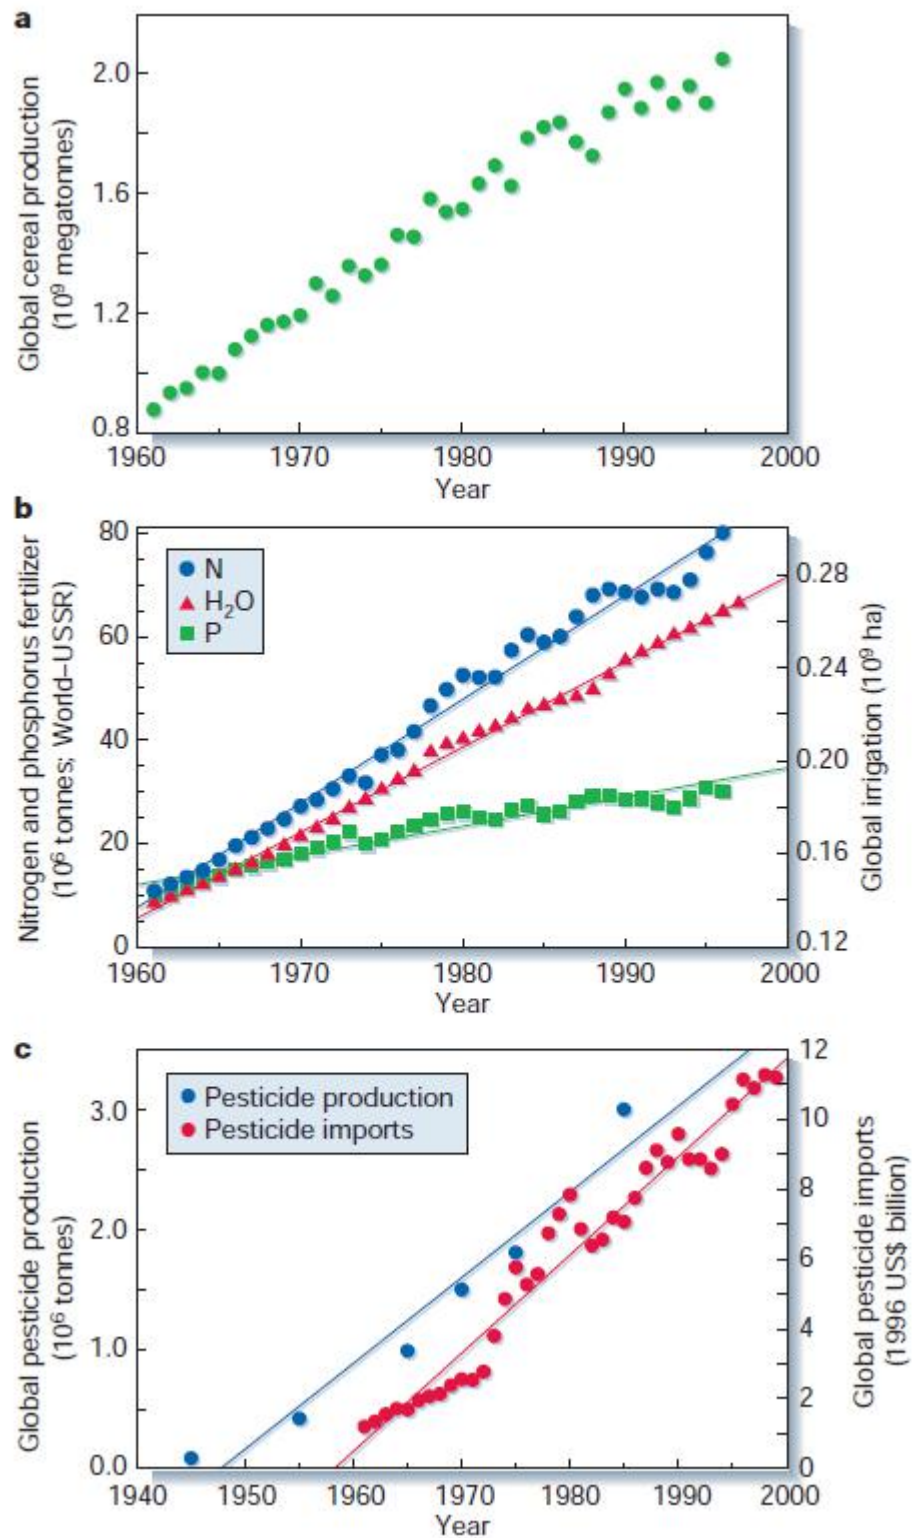 a
Global cereal production
(10⁹ megatonnes)
2.0
1.6
1.2
0.8
1960 1970 1980 1990 2000
Year
b
Nitrogen and phosphorus fertilizer
(10⁶ tonnes; World–USSR)
80
60
40
20
0
N
H₂O
P
0.28
0.24
0.20
0.16
0.12
Global irrigation (10⁹ ha)
1960 1970 1980 1990 2000
Year
c
Global pesticide production
(10⁶ tonnes)
3.0
2.0
1.0
0.0
Pesticide production
Pesticide imports
12
10
8
6
4
2
0
Global pesticide imports
(1996 US$ billion)
1940 1950 1960 1970 1980 1990 2000
Year